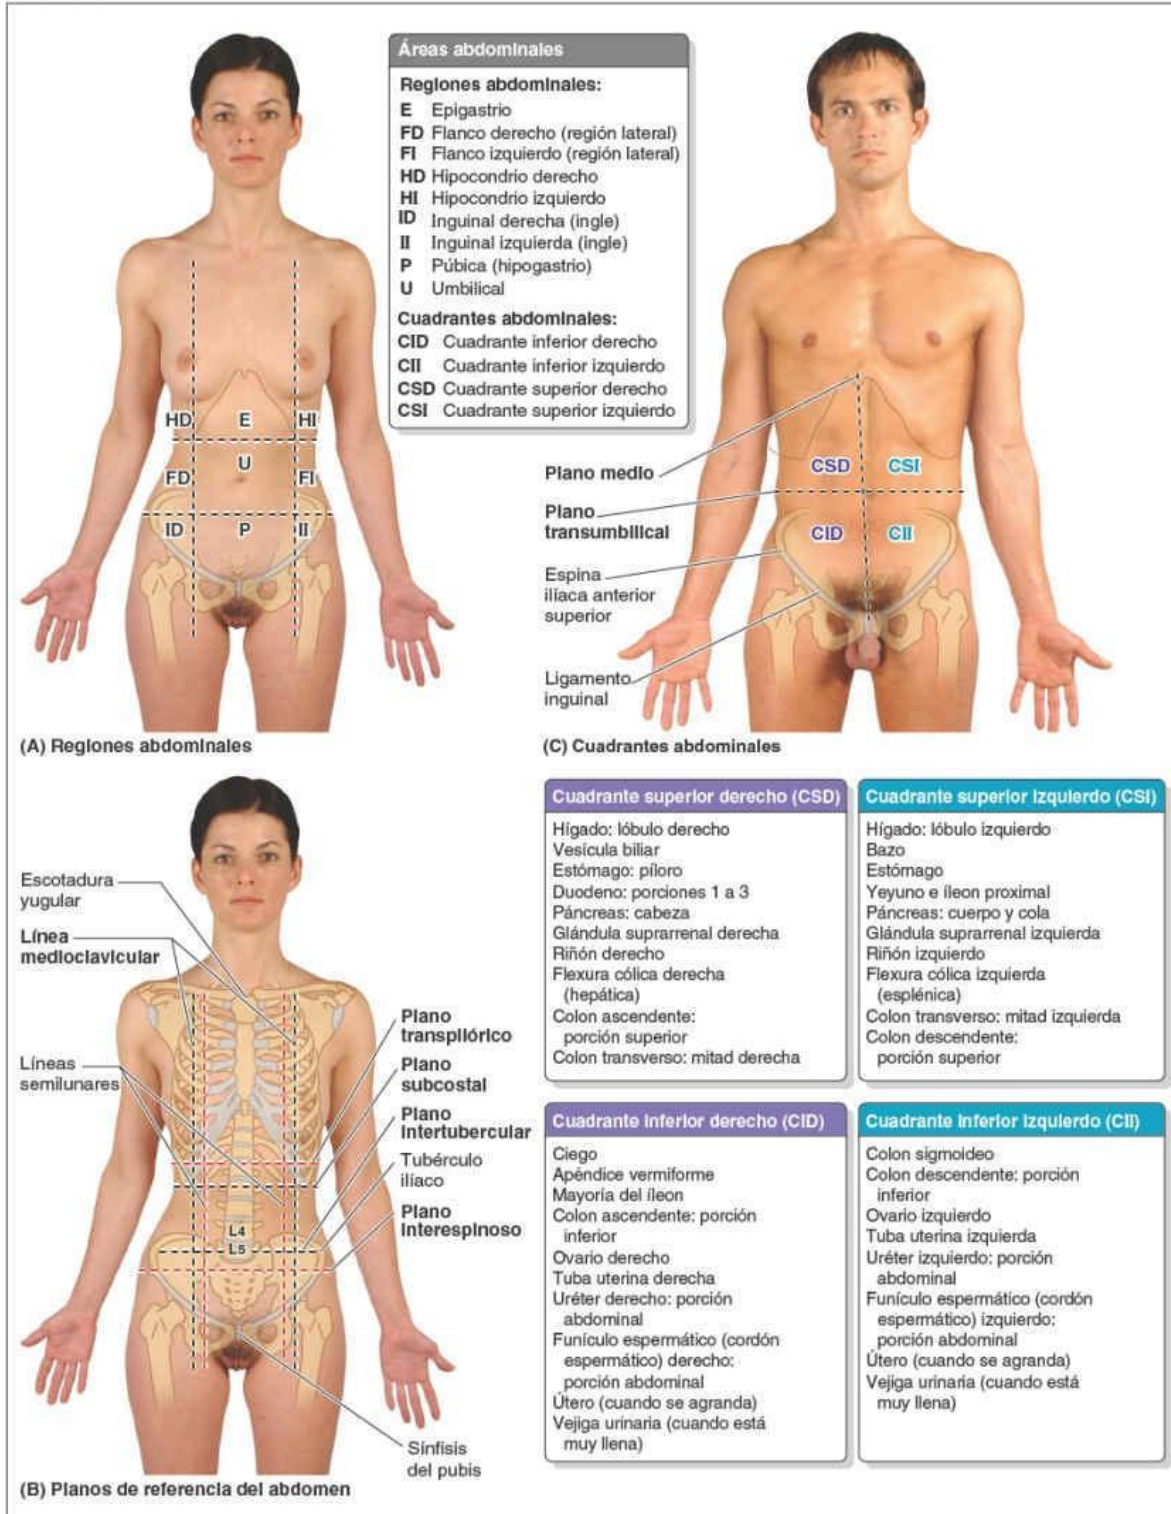 Áreas abdominales
Regiones abdominales:
E Epigastrio
FD Flanco derecho (región lateral)
FI Flanco izquierdo (región lateral)
HD Hipocondrio derecho
HI Hipocondrio izquierdo
ID Inguinal derecha (ingle)
II Inguinal izquierda (ingle)
P Púbica (hipogastrio)
U Umbilical
Cuadrantes abdominales:
CID Cuadrante inferior derecho
CII Cuadrante inferior izquierdo
CSD Cuadrante superior derecho
CSI Cuadrante superior izquierdo
HD E HI
FD U FI
ID P II
(A) Regiones abdominales
CSD CSI
CID CII
Plano medio
Plano
transumbilical
Espina
ilíaca anterior
superior
Ligamento
inguinal
(C) Cuadrantes abdominales
Escotadura
yugular
Línea
medioclavicular
Líneas
semilunares
Plano
transpilórico
Plano
subcostal
Plano
intertubercular
Tubérculo
ilíaco
Plano
interespinoso
L4
L5
Sínfisis
del pubis
(B) Planos de referencia del abdomen
Cuadrante superior derecho (CSD)
Hígado: lóbulo derecho
Vesícula biliar
Estómago: píloro
Duodeno: porciones 1 a 3
Páncreas: cabeza
Glándula suprarrenal derecha
Riñón derecho
Flexura cólica derecha
(hepática)
Colon ascendente:
porción superior
Colon transverso: mitad derecha
Cuadrante superior izquierdo (CSI)
Hígado: lóbulo izquierdo
Bazo
Estómago
Yeyuno e íleon proximal
Páncreas: cuerpo y cola
Glándula suprarrenal izquierda
Riñón izquierdo
Flexura cólica izquierda
(esplénica)
Colon transverso: mitad izquierda
Colon descendente:
porción superior
Cuadrante inferior derecho (CID)
Ciego
Apéndice vermiforme
Mayoría del íleon
Colon ascendente: porción
inferior
Ovario derecho
Tuba uterina derecha
Uréter derecho: porción
abdominal
Funículo espermático (cordón
espermático) derecho:
porción abdominal
Útero (cuando se agranda)
Vejiga urinaria (cuando está
muy llena)
Cuadrante inferior izquierdo (CII)
Colon sigmoideo
Colon descendente: porción
inferior
Ovario izquierdo
Tuba uterina izquierda
Uréter izquierdo: porción
abdominal
Funículo espermático (cordón
espermático) izquierdo:
porción abdominal
Útero (cuando se agranda)
Vejiga urinaria (cuando está
muy llena)